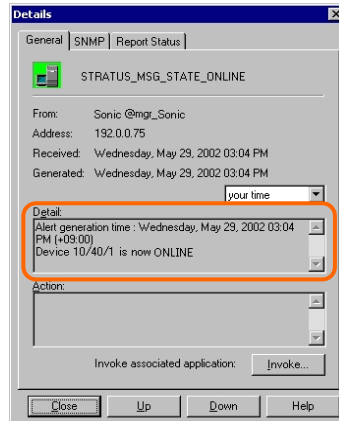 Details
General SNMP Report Status
STRATUS_MSG_STATE_ONLINE
From: Sonic @mgr_Sonic
Address: 192.0.0.75
Received: Wednesday, May 29, 2002 03:04 PM
Generated: Wednesday, May 29, 2002 03:04 PM
your time
Detail:
Alert generation time : Wednesday, May 29, 2002 03:04
PM (+09:00)
Device 10/40/1 is now ONLINE
Action:
Invoke associated application: Invoke...
Close Up Down Help